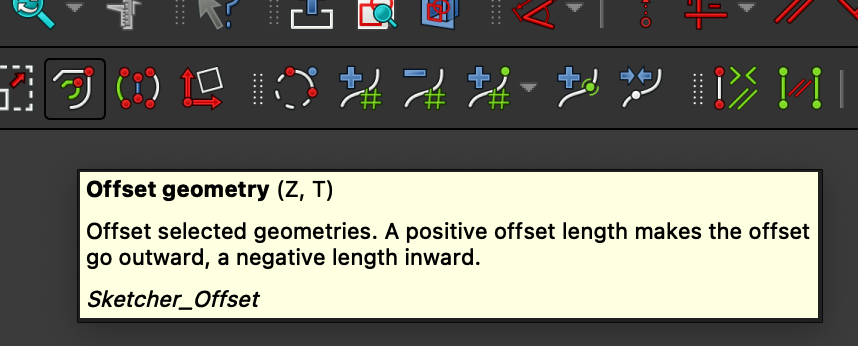 Offset geometry (Z, T)
Offset selected geometries. A positive offset length makes the offset
go outward, a negative length inward.
Sketcher_Offset